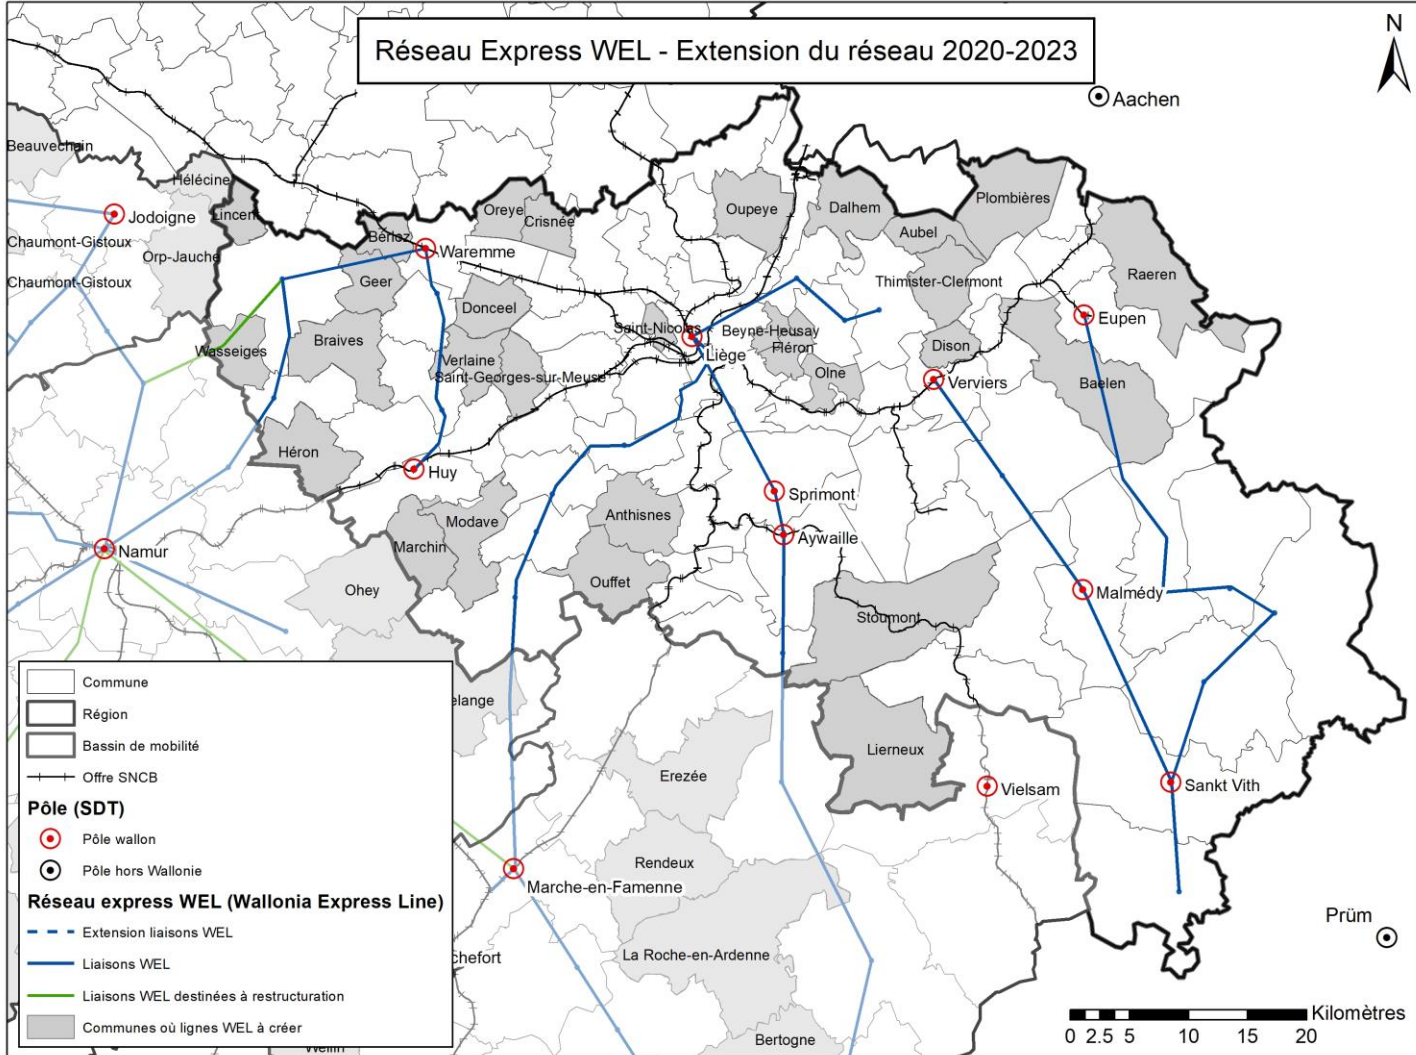 Réseau Express WEL - Extension du réseau 2020-2023
N
Aachen
Beauvechain
Hélécine
Jodoigne
Lincent
Oreye
Crisnée
Oupeye
Dalhem
Plombières
Aubel
Chaumont-Gistoux
Orp-Jauche
Berloz
Waremme
Raeren
Chaumont-Gistoux
Geer
Thimister-Clermont
Donceel
Eupen
Saint-Nicolas
Beyne-Heusay
Fléron
Liège
Dison
Wasseiges
Braives
Verlaine
Saint-Georges-sur-Meuse
Olne
Verviers
Baelen
Héron
Huy
Sprimont
Anthisnes
Modave
Marchin
Aywaille
Namur
Ohey
Ouffet
Malmédy
Stoumont
elange
Lierneux
Erezée
Vielsam
Sankt Vith
Rendeux
Marche-en-Famenne
Prüm
chefort
La Roche-en-Ardenne
Bertogne
Wellin
Commune
Région
Bassin de mobilité
Offre SNCB
Pôle (SDT)
Pôle wallon
Pôle hors Wallonie
Réseau express WEL (Wallonia Express Line)
Extension liaisons WEL
Liaisons WEL
Liaisons WEL destinées à restructuration
Communes où lignes WEL à créer
Kilomètres
0 2.5 5 10 15 20